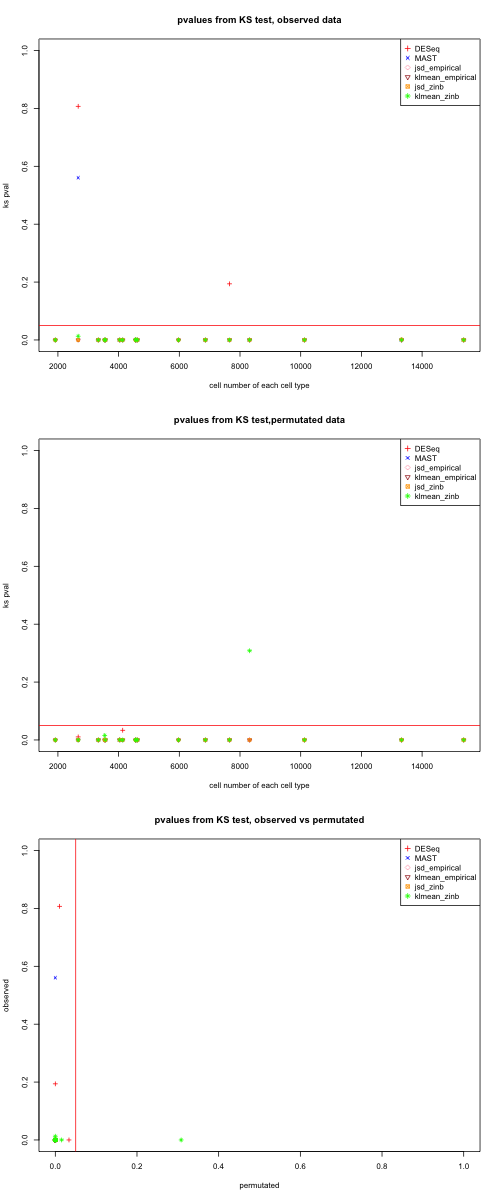 pvalues from KS test, observed data
1.0
0.8
0.6
0.4
0.2
0.0
ks pval
DESeq
MAST
jsd_empirical
klmean_empirical
jsd_zinb
klmean_zinb
2000 4000 6000 8000 10000 12000 14000
cell number of each cell type
pvalues from KS test,permutated data
1.0
0.8
0.6
0.4
0.2
0.0
ks pval
DESeq
MAST
jsd_empirical
klmean_empirical
jsd_zinb
klmean_zinb
2000 4000 6000 8000 10000 12000 14000
cell number of each cell type
pvalues from KS test, observed vs permutated
1.0
0.8
0.6
0.4
0.2
0.0
observed
DESeq
MAST
jsd_empirical
klmean_empirical
jsd_zinb
klmean_zinb
0.0 0.2 0.4 0.6 0.8 1.0
permutated